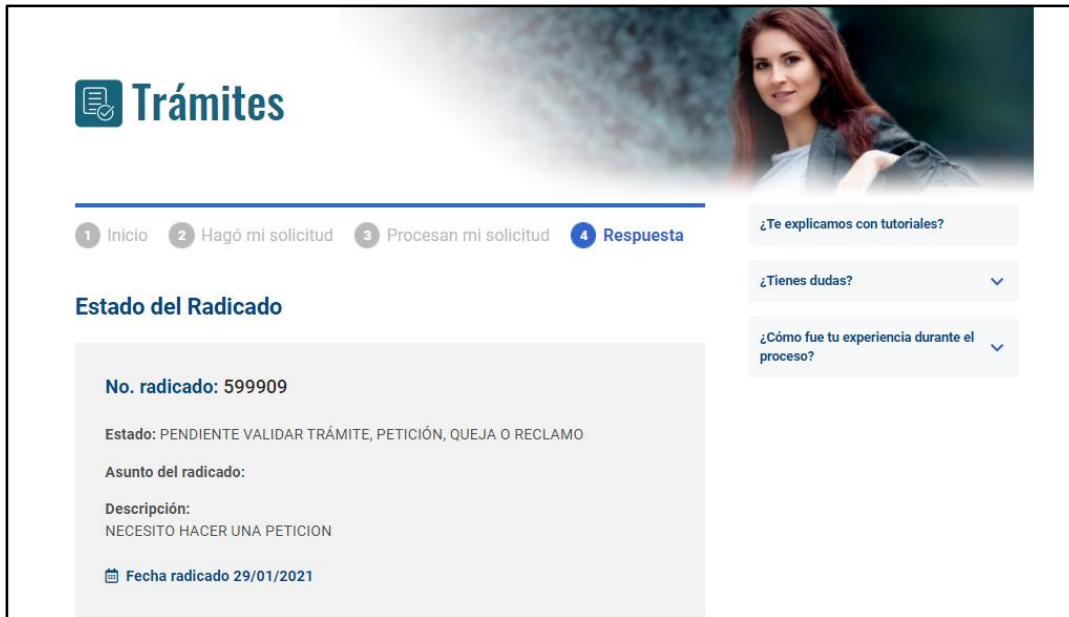 Trámites
1 Inicio 2 Hagó mi solicitud 3 Procesan mi solicitud 4 Respuesta
Estado del Radicado
No. radicado: 599909
Estado: PENDIENTE VALIDAR TRÁMITE, PETICIÓN, QUEJA O RECLAMO
Asunto del radicado:
Descripción:
NECESITO HACER UNA PETICION
Fecha radicado 29/01/2021
¿Te explicamos con tutoriales?
¿Tienes dudas?
¿Cómo fue tu experiencia durante el
proceso?